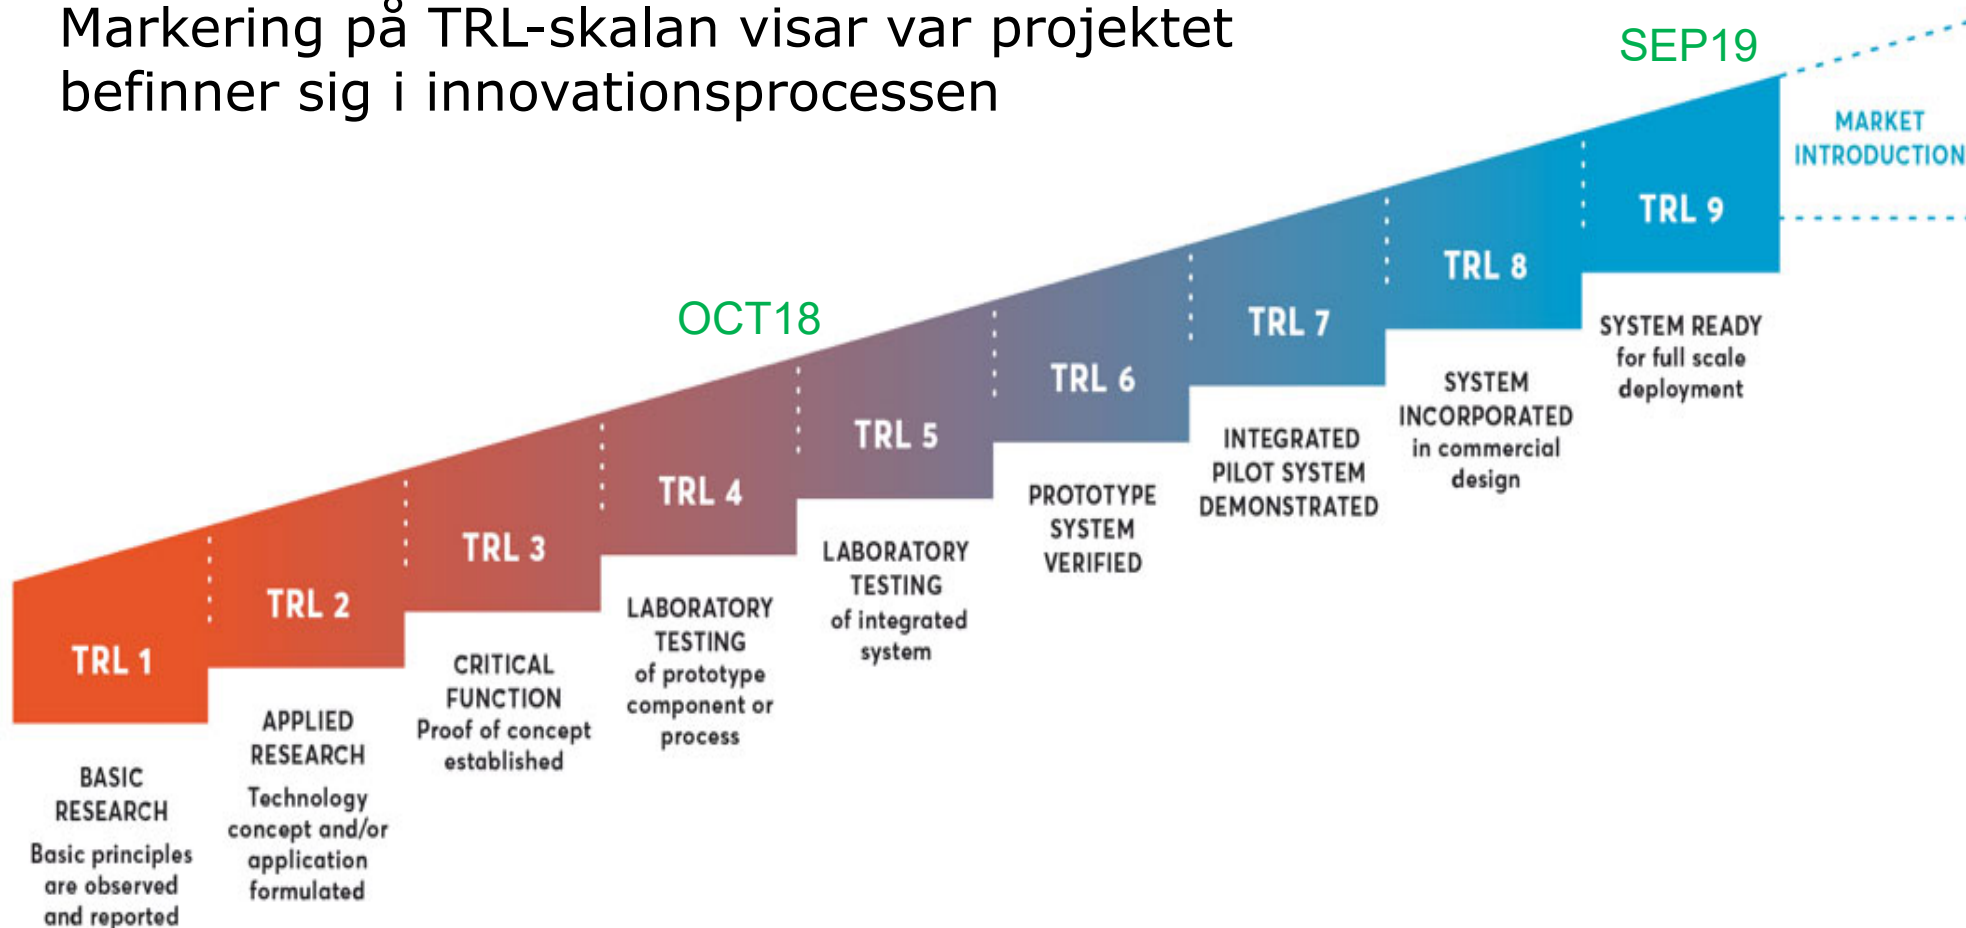 Markering på TRL-skalan visar var projektet
befinner sig i innovationsprocessen
SEP19
MARKET
INTRODUCTION
OCT18
TRL 1
BASIC
RESEARCH
Basic principles
are observed
and reported
TRL 2
APPLIED
RESEARCH
Technology
concept and/or
application
formulated
TRL 3
CRITICAL
FUNCTION
Proof of concept
established
TRL 4
LABORATORY
TESTING
of prototype
component or
process
TRL 5
LABORATORY
TESTING
of integrated
system
TRL 6
PROTOTYPE
SYSTEM
VERIFIED
TRL 7
INTEGRATED
PILOT SYSTEM
DEMONSTRATED
TRL 8
SYSTEM
INCORPORATED
in commercial
design
TRL 9
SYSTEM READY
for full scale
deployment